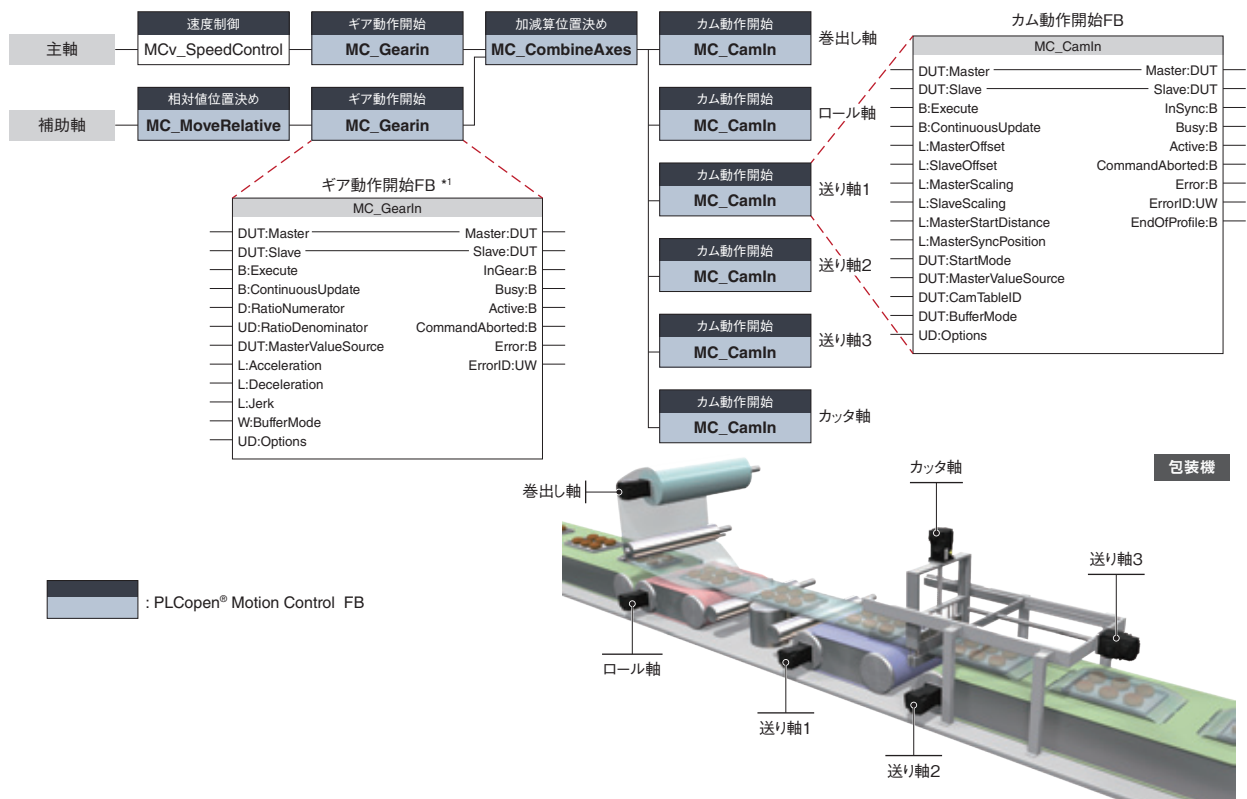 主軸
速度制御
MCv_SpeedControl
ギア動作開始
MC_Gearin
加減算位置決め
MC_CombineAxes
補助軸
相対値位置決め
MC_MoveRelative
ギア動作開始
MC_Gearin
カム動作開始
MC_CamIn
巻出し軸
カム動作開始
MC_CamIn
ロール軸
カム動作開始
MC_CamIn
送り軸1
カム動作開始
MC_CamIn
送り軸2
カム動作開始
MC_CamIn
送り軸3
カム動作開始
MC_CamIn
カッタ軸
ギア動作開始FB *1
MC_GearIn
DUT:Master Master:DUT
DUT:Slave Slave:DUT
B:Execute InGear:B
B:ContinuousUpdate Busy:B
D:RatioNumerator Active:B
UD:RatioDenominator CommandAborted:B
DUT:MasterValueSource Error:B
L:Acceleration ErrorID:UW
L:Deceleration
L:Jerk
W:BufferMode
UD:Options
カム動作開始FB
MC_CamIn
DUT:Master Master:DUT
DUT:Slave Slave:DUT
B:Execute InSync:B
B:ContinuousUpdate Busy:B
L:MasterOffset Active:B
L:SlaveOffset CommandAborted:B
L:MasterScaling Error:B
L:SlaveScaling ErrorID:UW
L:MasterStartDistance EndOfProfile:B
L:MasterSyncPosition
DUT:StartMode
DUT:MasterValueSource
DUT:CamTableID
DUT:BufferMode
UD:Options
: PLCopen® Motion Control FB
包装機
巻出し軸
カッタ軸
送り軸3
ロール軸
送り軸1
送り軸2